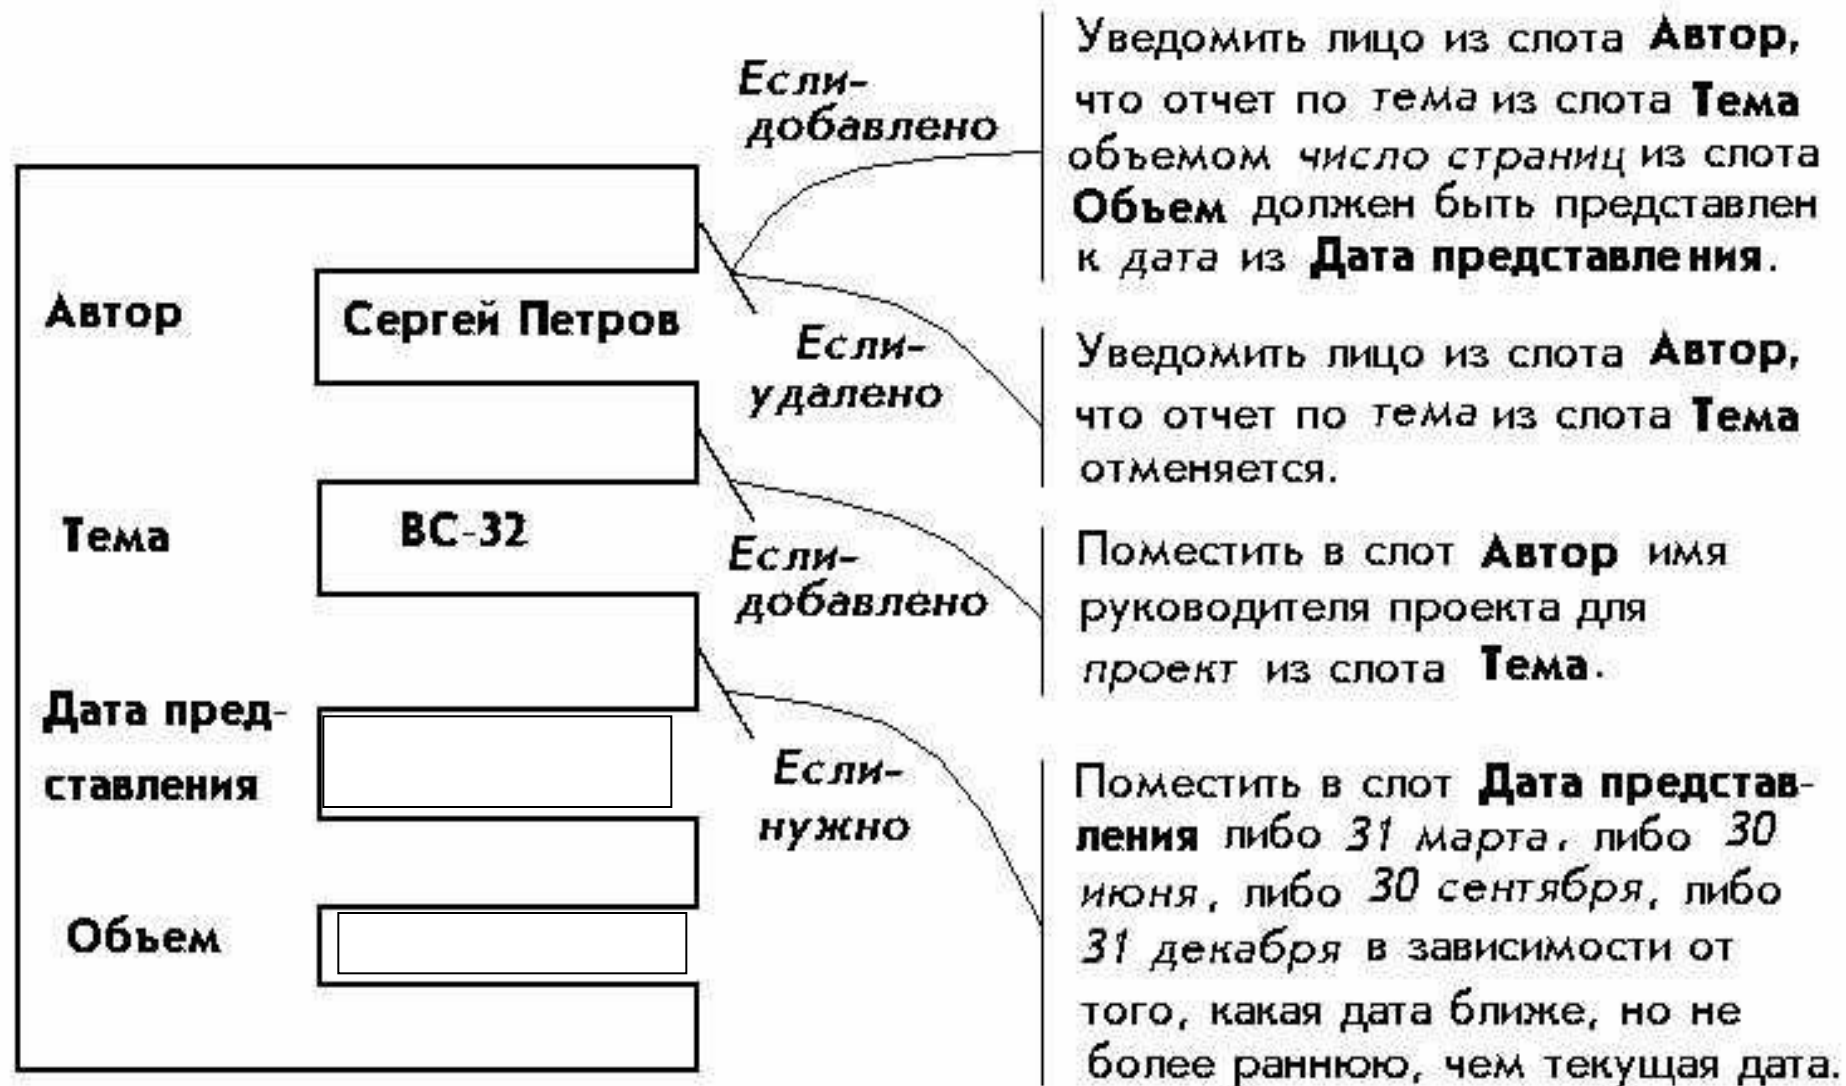 Автор
Сергей Петров
Тема
ВС-32
Дата пред-
ставления
Объем
Если-
добавлено
Если-
удалено
Если-
добавлено
Если-
нужно
Уведомить лицо из слота Автор,
что отчет по тема из слота Тема
объемом число страниц из слота
Объем должен быть представлен
к дата из Дата представления.
Уведомить лицо из слота Автор,
что отчет по тема из слота Тема
отменяется.
Поместить в слот Автор имя
руководителя проекта для
проект из слота Тема.
Поместить в слот Дата представ-
ления либо 31 марта, либо 30
июня, либо 30 сентября, либо
31 декабря в зависимости от
того, какая дата ближе, но не
более раннюю, чем текущая дата.